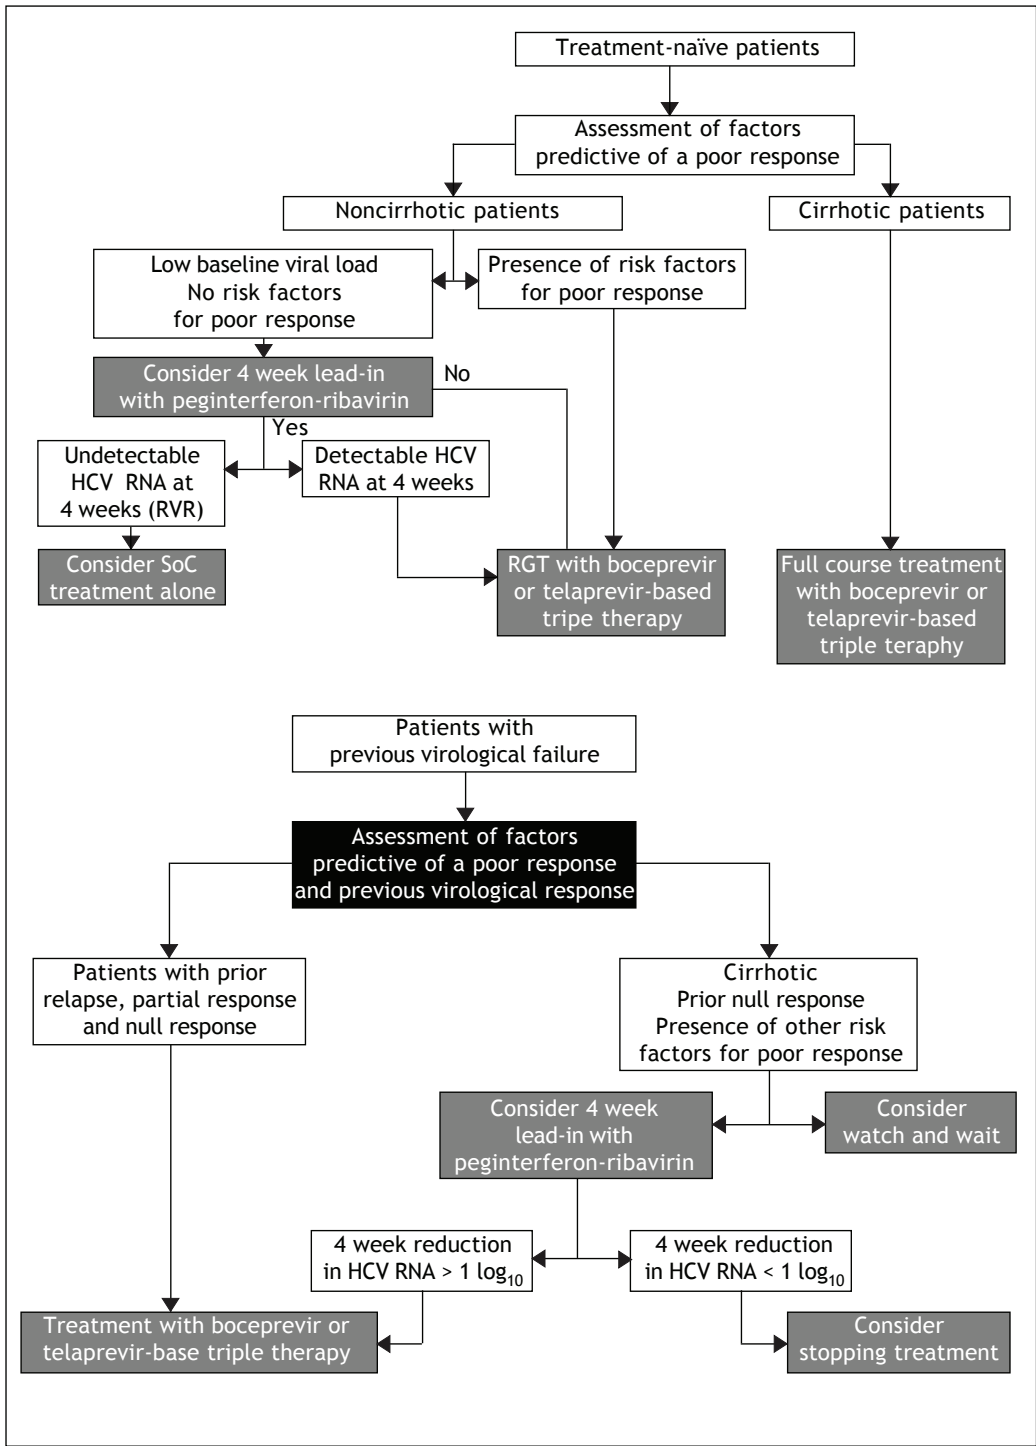 Treatment-naïve patients
Assessment of factors
predictive of a poor response
Noncirrhotic patients
Cirrhotic patients
Low baseline viral load
No risk factors
for poor response
Presence of risk factors
for poor response
Consider 4 week lead-in
with peginterferon-ribavirin
No
Yes
Undetectable
HCV RNA at
4 weeks (RVR)
Detectable HCV
RNA at 4 weeks
Consider SoC
treatment alone
RGT with boceprevir
or telaprevir-based
tripe therapy
Full course treatment
with boceprevir or
telaprevir-based
triple teraphy
Patients with
previous virological failure
Assessment of factors
predictive of a poor response
and previous virological response
Patients with prior
relapse, partial response
and null response
Cirrhotic
Prior null response
Presence of other risk
factors for poor response
Consider 4 week
lead-in with
peginterferon-ribavirin
Consider
watch and wait
4 week reduction
in HCV RNA > 1 log₁₀
4 week reduction
in HCV RNA < 1 log₁₀
Treatment with boceprevir or
telaprevir-base triple therapy
Consider
stopping treatment